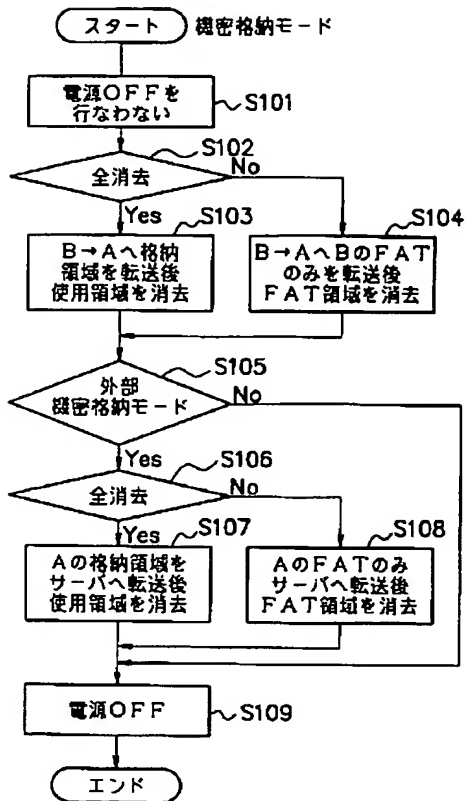 スタート
機密格納モード
電源OFFを
行なわない
S101
S102
全消去
No
Yes
S103
B→Aへ格納
領域を転送後
使用領域を消去
S104
B→AへBのFAT
のみを転送後
FAT領域を消去
S105
外部
機密格納モード
No
Yes
S106
全消去
No
Yes
S107
Aの格納領域を
サーバへ転送後
使用領域を消去
S108
AのFATのみ
サーバへ転送後
FAT領域を消去
電源OFF
S109
エンド